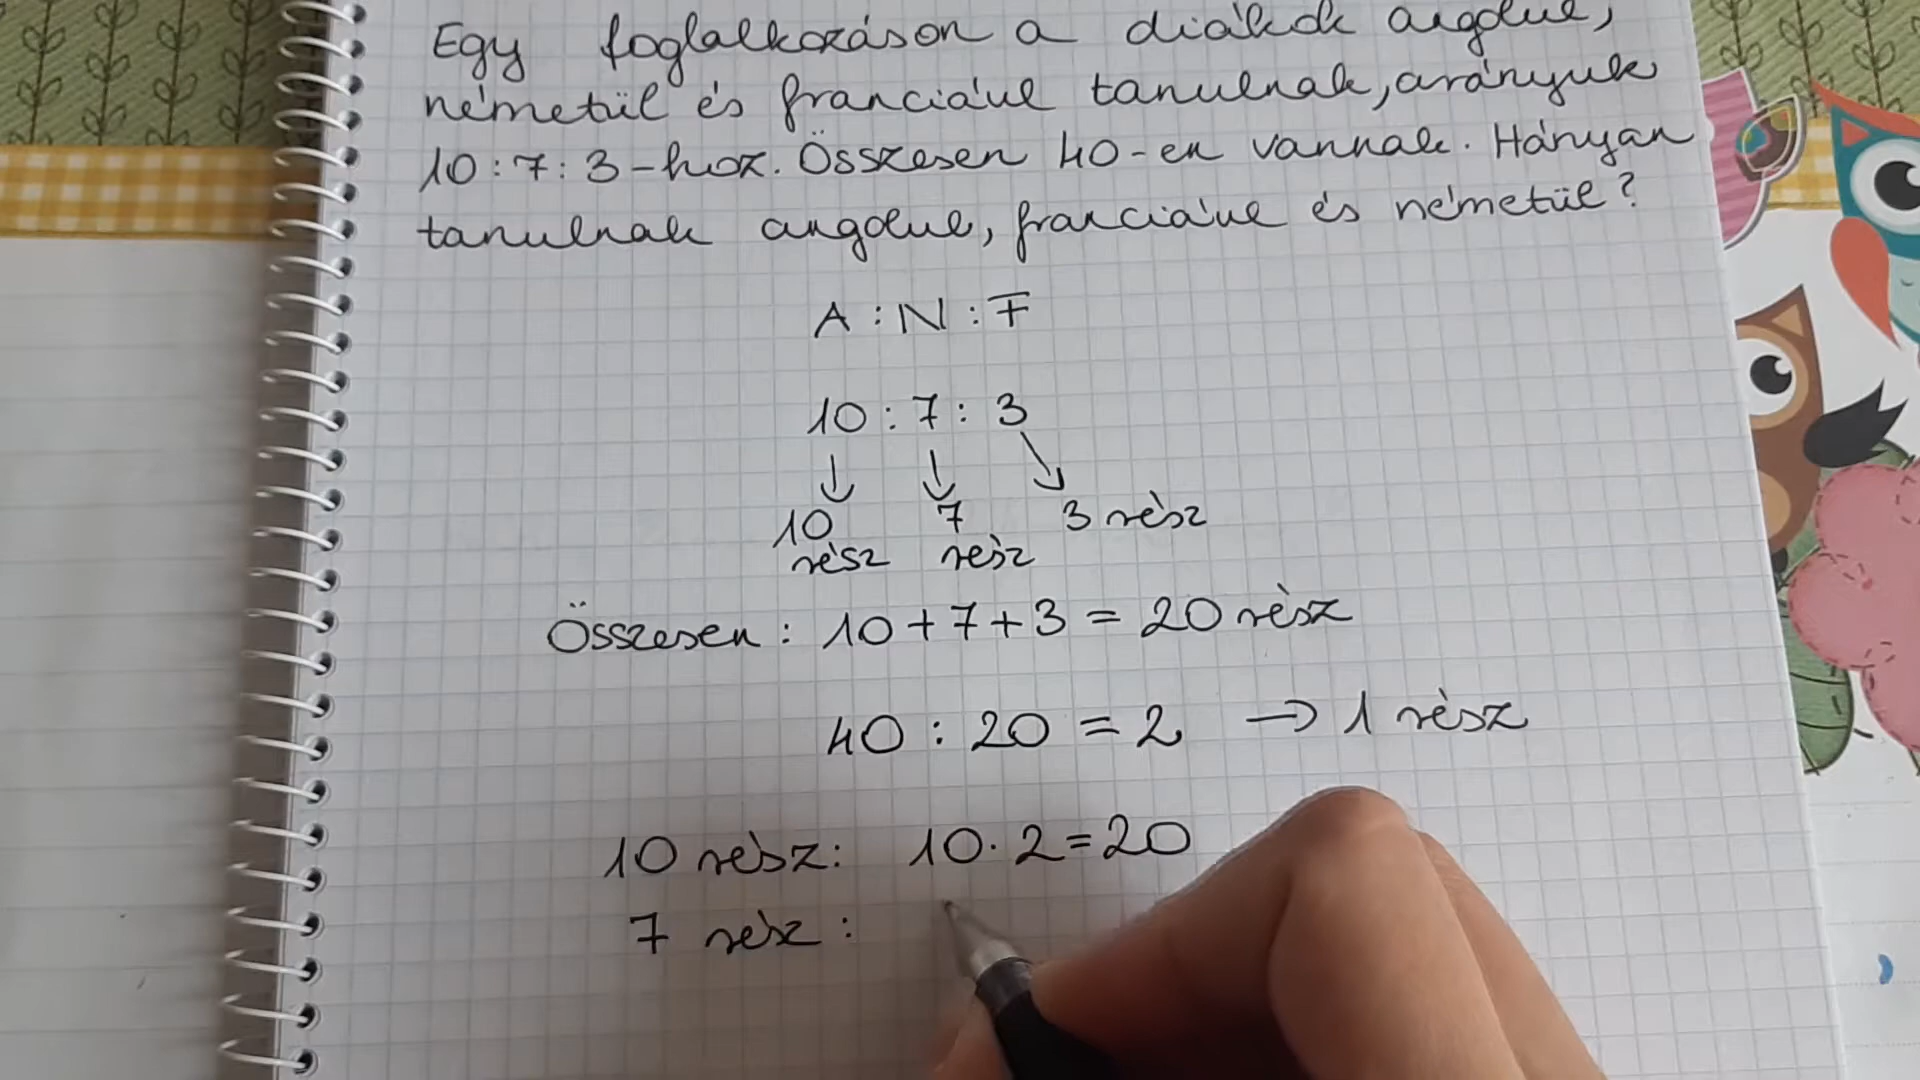 Egy foglalkozáson a diákok angolul,
németül és franciául tanulnak, arányuk
10:7:3-hoz. Összesen 40-en vannak. Hányan
tanulnak angolul, franciául és németül?
A : N : F
10 : 7 : 3
10 7 3 rész
rész rész
Összesen: 10+7+3 = 20 rész
40 : 20 = 2 → 1 rész
10 rész: 10·2=20
7 rész: